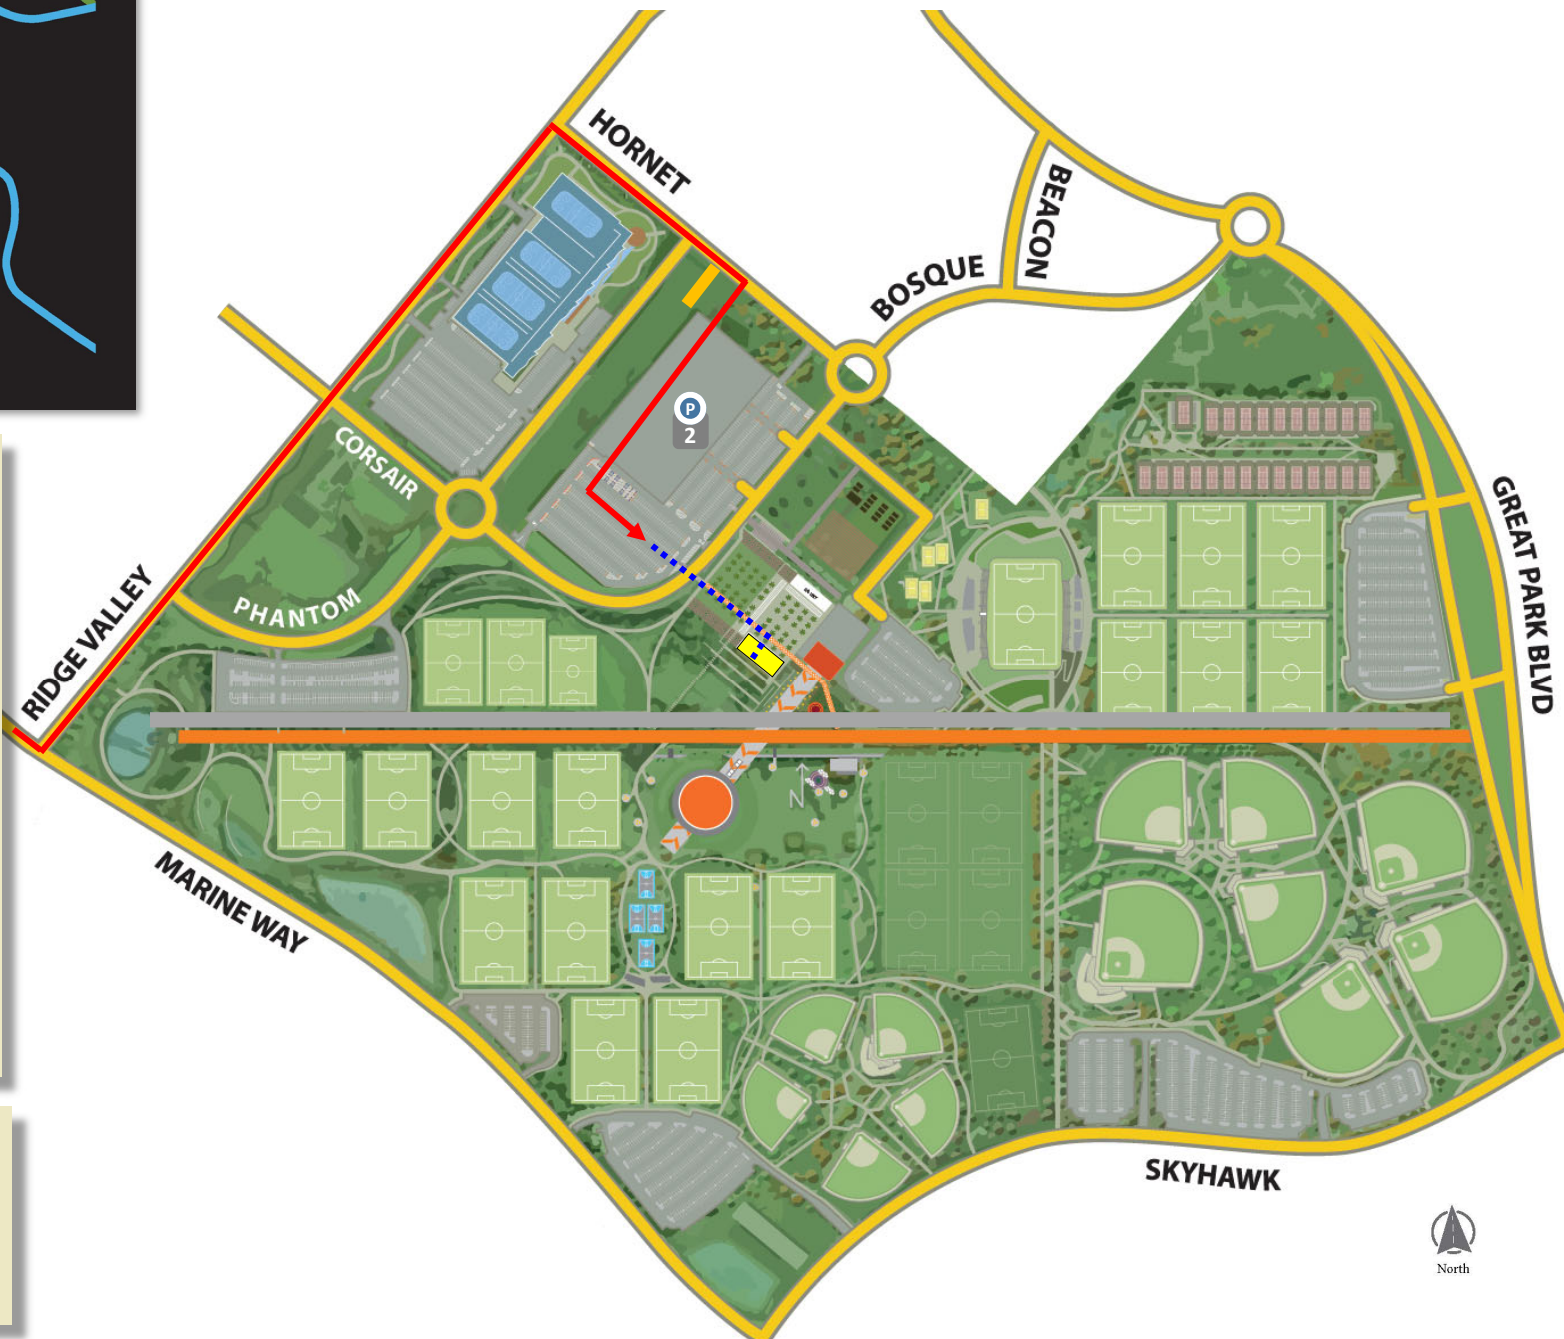 HORNET
BEACON
BOSQUE
P
2
CORSAIR
GREAT PARK BLVD
PHANTOM
RIDGE VALLEY
N
MARINE WAY
SKYHAWK
North